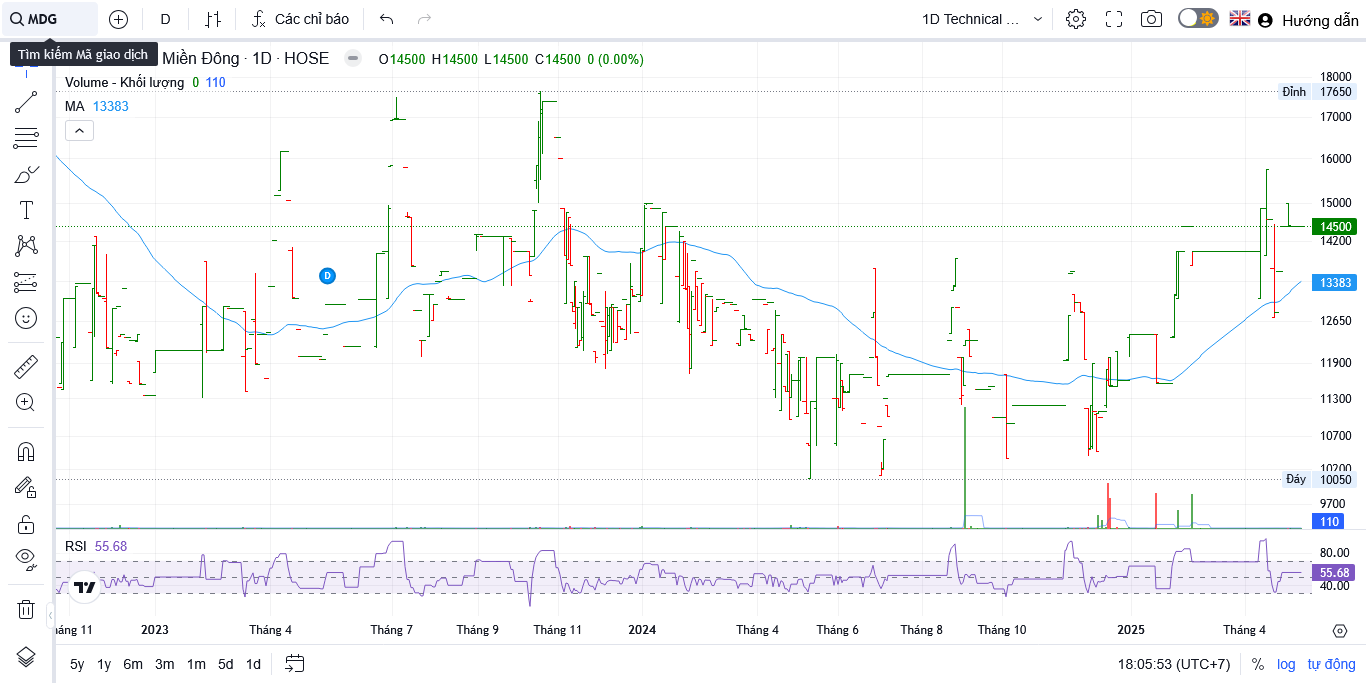 MDG
D
Các chỉ báo
1D Technical ...
Hướng dẫn
Tìm kiếm Mã giao dịch
Miền Đông · 1D · HOSE
O14500 H14500 L14500 C14500 0 (0.00%)
Volume - Khối lượng 0 110
MA 13383
18000
Đỉnh 17650
17000
16000
15000
14500
14200
D
13383
12650
11900
11300
10700
10200
Đáy 10050
9700
110
RSI 55.68
80.00
55.68
40.00
háng 11 2023 Tháng 4 Tháng 7 Tháng 9 Tháng 11 2024 Tháng 4 Tháng 6 Tháng 8 Tháng 10 2025 Tháng 4
5y 1y 6m 3m 1m 5d 1d
18:05:53 (UTC+7) % log tự động